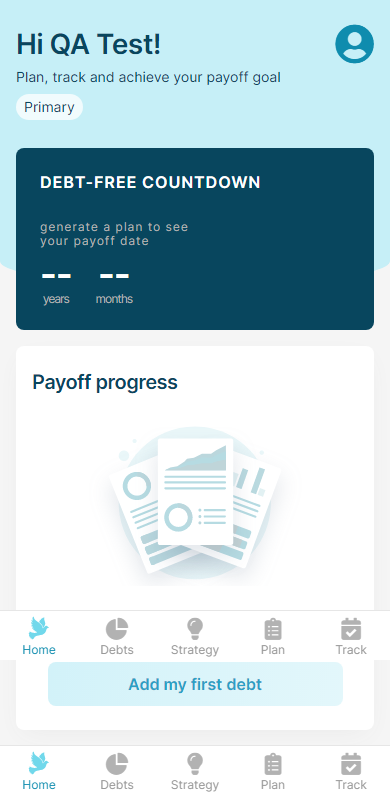 Hi QA Test!
Plan, track and achieve your payoff goal
Primary
DEBT-FREE COUNTDOWN
generate a plan to see
your payoff date
-- --
years months
Payoff progress
Home Debts Strategy Plan Track
Add my first debt
Home Debts Strategy Plan Track